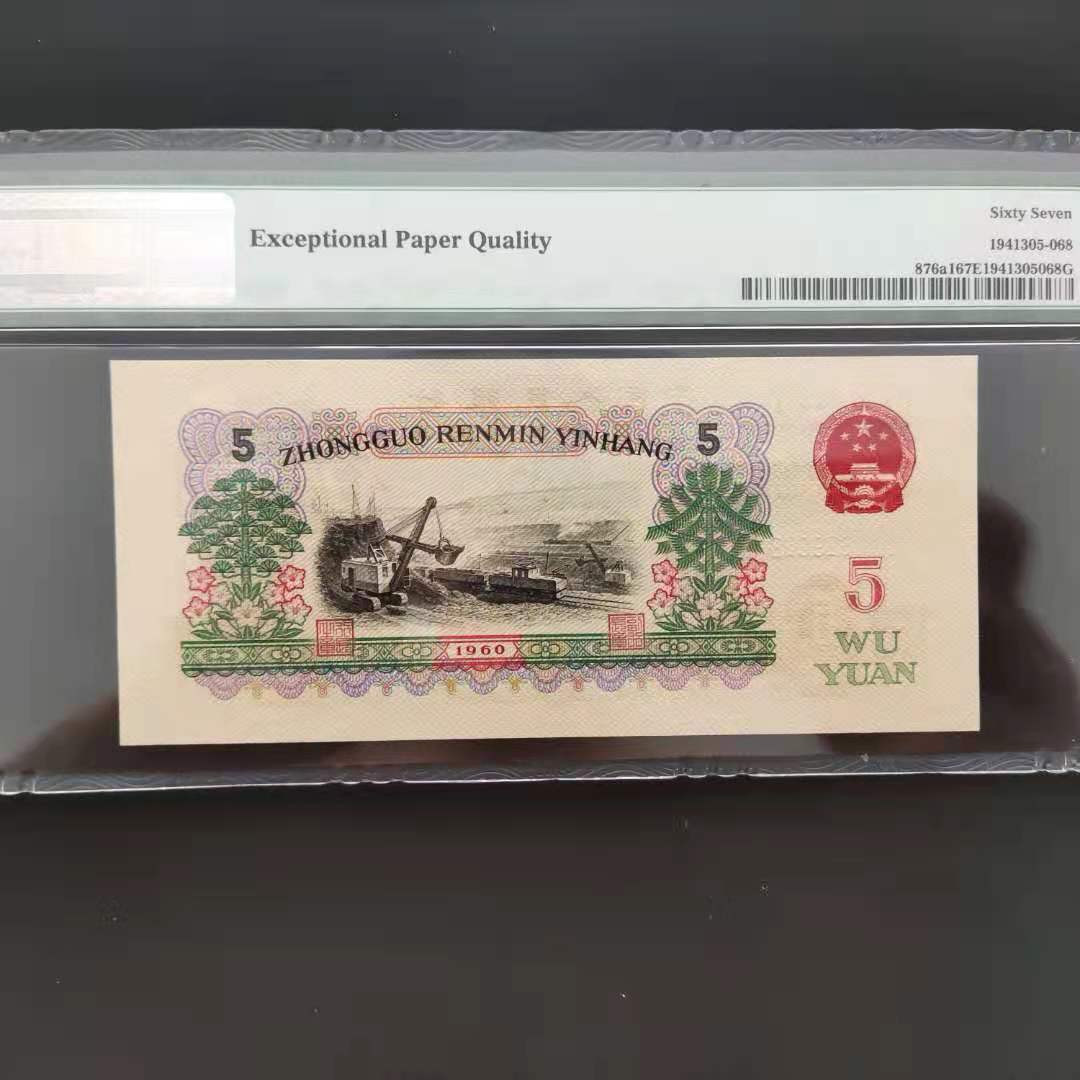 Exceptional Paper Quality
Sixty Seven
1941305-068
876a167E1941305068G
5 ZHONGGUO RENMIN YINHANG 5
5
WU
YUAN
1960